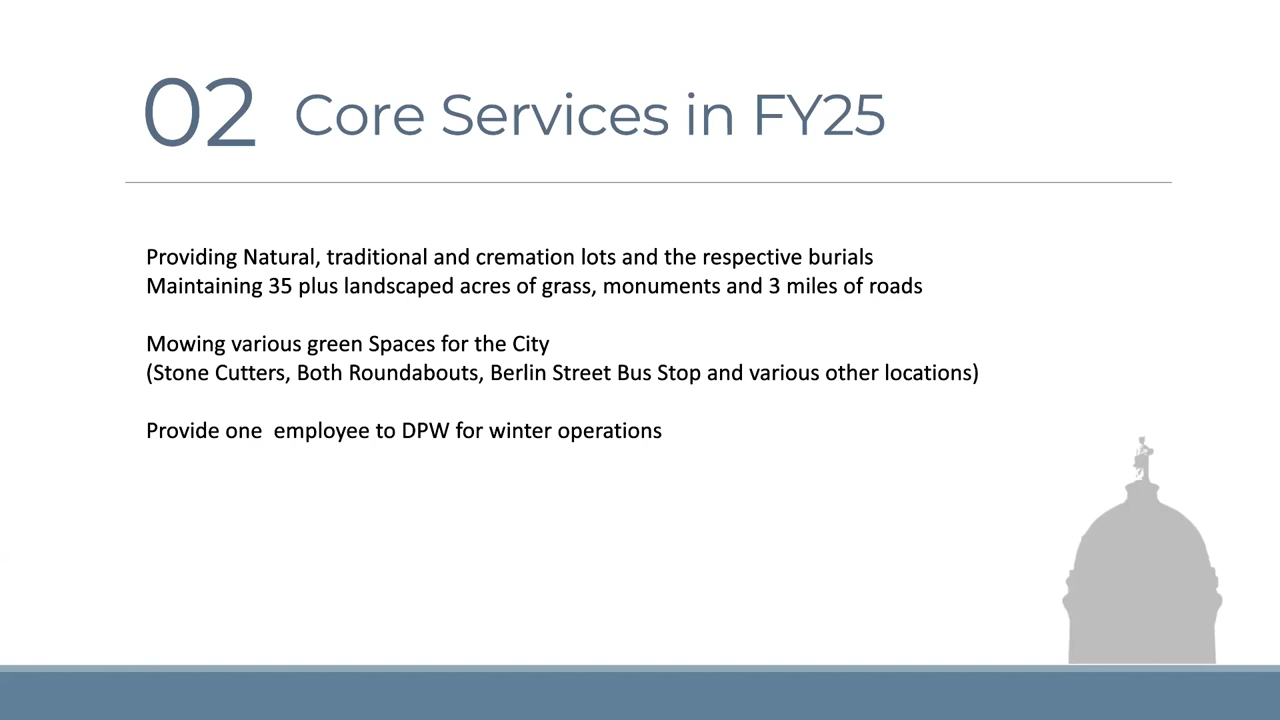 02 Core Services in FY25
Providing Natural, traditional and cremation lots and the respective burials
Maintaining 35 plus landscaped acres of grass, monuments and 3 miles of roads
Mowing various green Spaces for the City
(Stone Cutters, Both Roundabouts, Berlin Street Bus Stop and various other locations)
Provide one  employee to DPW for winter operations